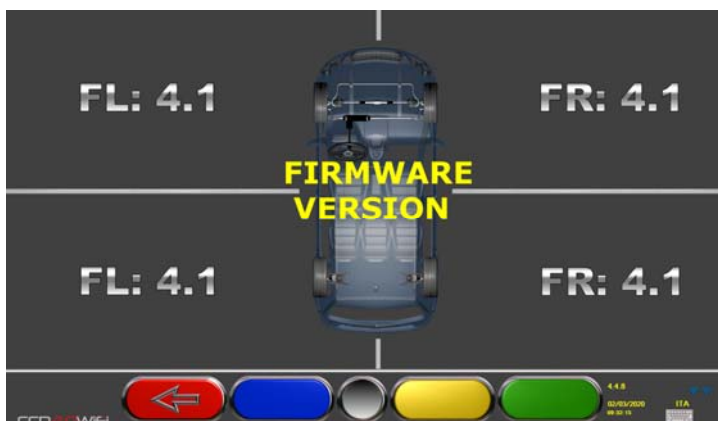 FL: 4.1
FR: 4.1
FIRMWARE
VERSION
FL: 4.1
FR: 4.1
4.4.8
02/03/2020
ITA